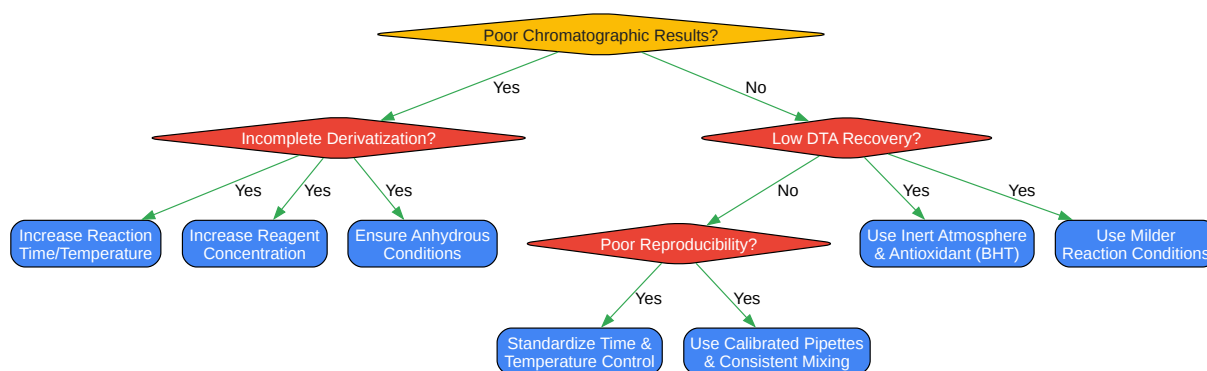 Poor Chromatographic Results?
Yes
No
Incomplete Derivatization?
Low DTA Recovery?
Yes
Yes
Yes
No
Yes
Yes
Increase Reaction
Time/Temperature
Increase Reagent
Concentration
Ensure Anhydrous
Conditions
Poor Reproducibility?
Use Inert Atmosphere
& Antioxidant (BHT)
Use Milder
Reaction Conditions
Yes
Yes
Standardize Time &
Temperature Control
Use Calibrated Pipettes
& Consistent Mixing